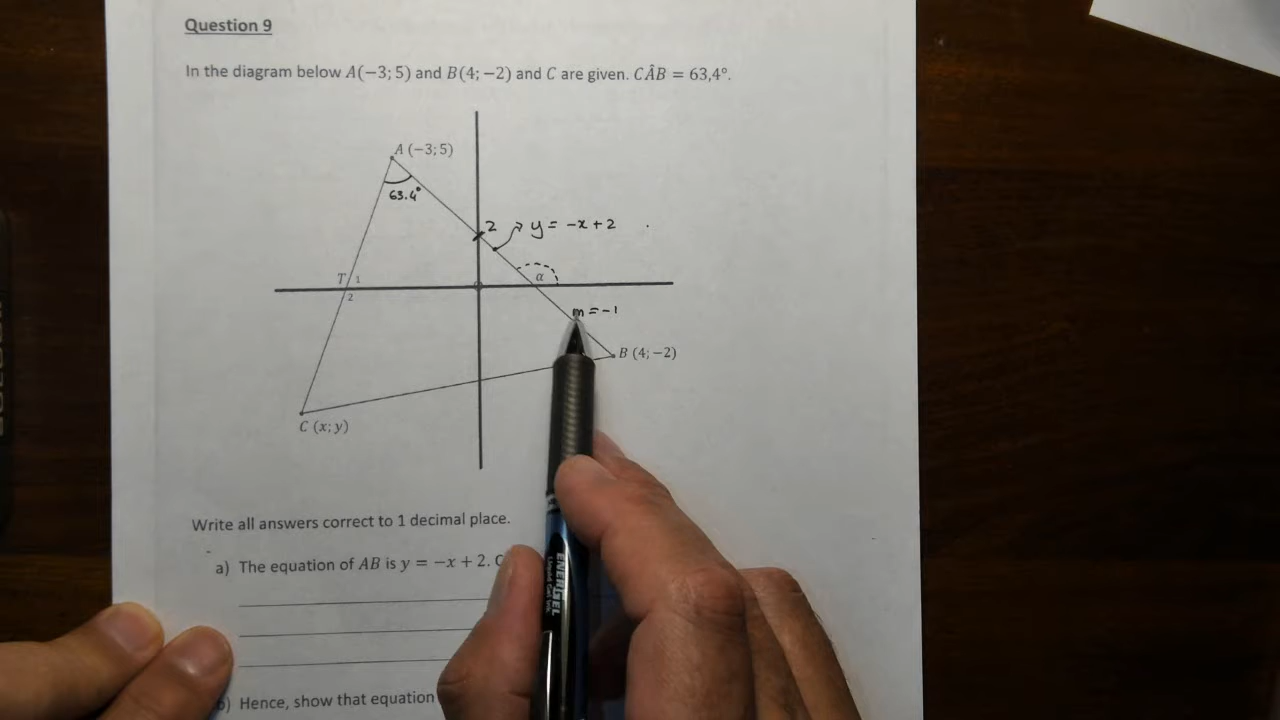 Question 9
In the diagram below A(−3; 5) and B(4; −2) and C are given. CÂB = 63,4°.
A (−3; 5)
63.4°
2
y = −x + 2
T
1
α
2
m = −1
B (4; −2)
C (x; y)
Write all answers correct to 1 decimal place.
a) The equation of AB is y = −x + 2.
b) Hence, show that equation
ENERGEL